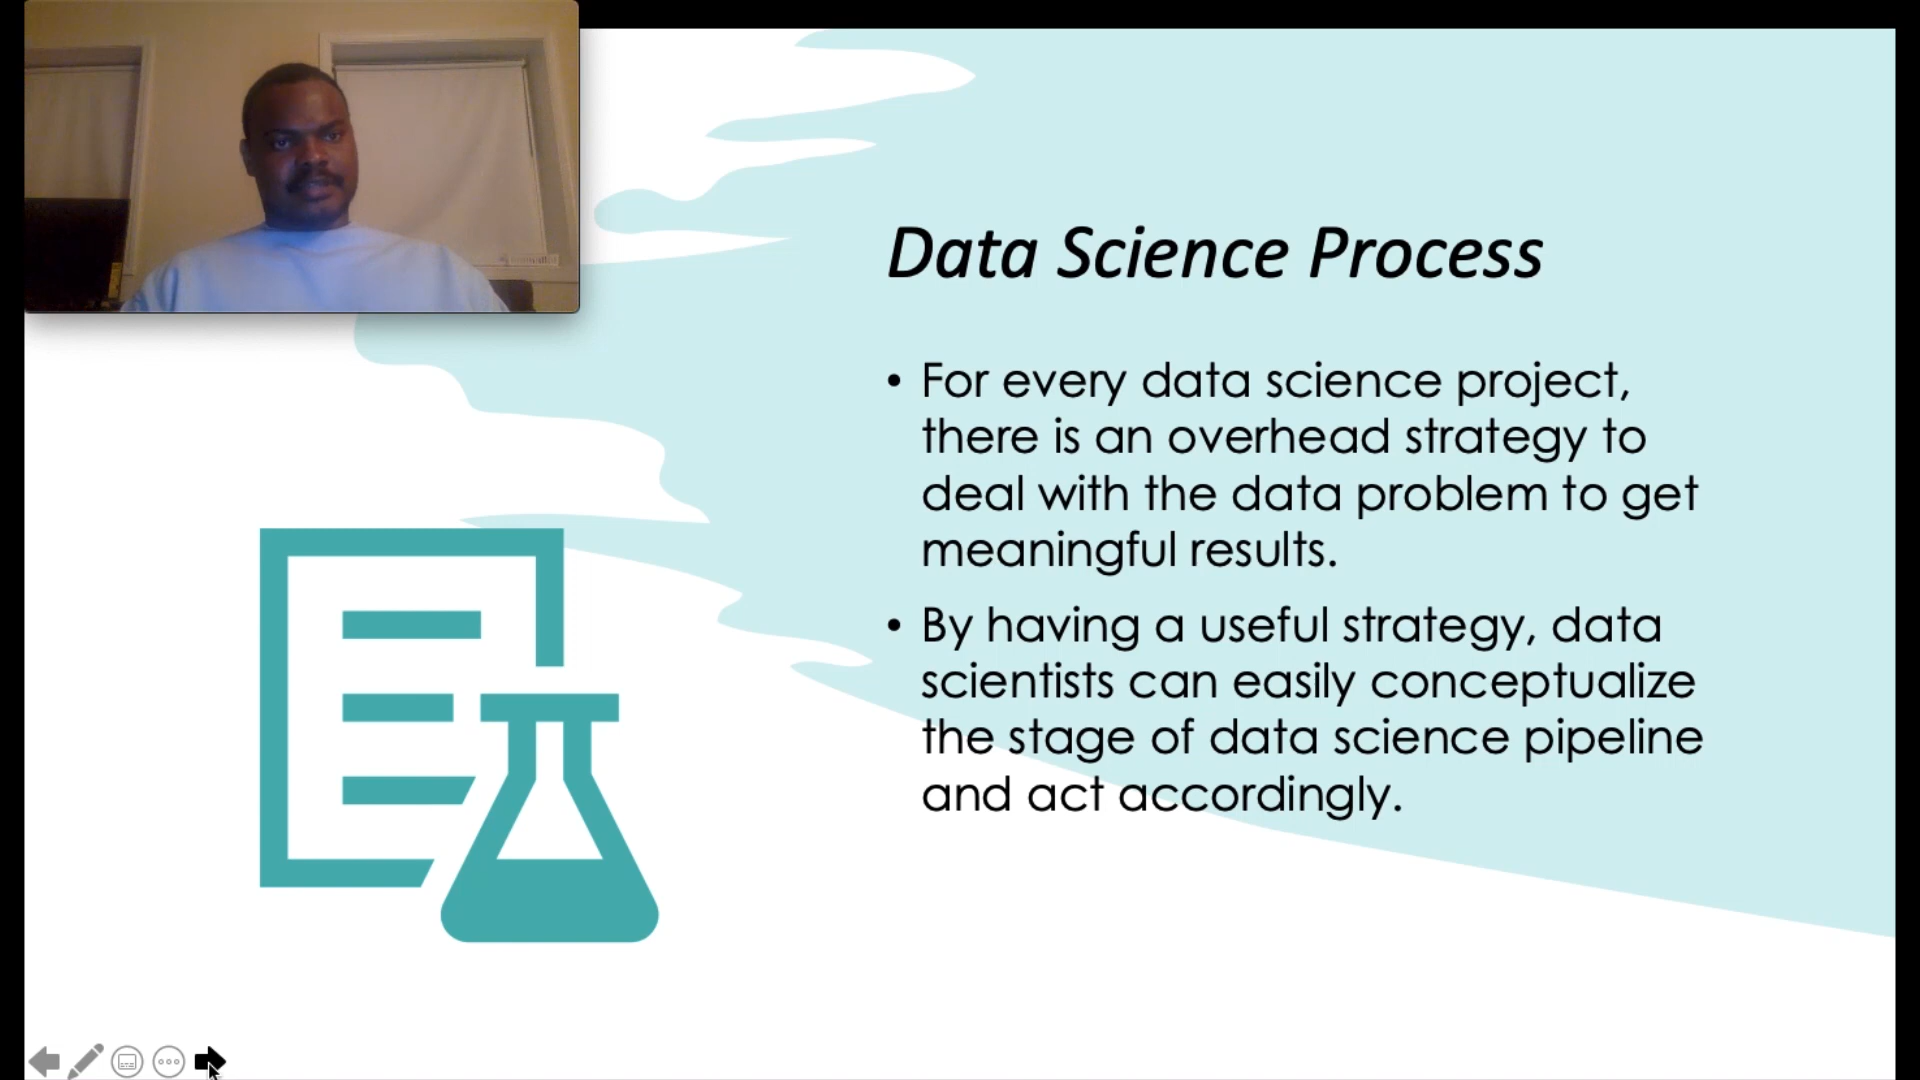 Data Science Process
• For every data science project,
there is an overhead strategy to
deal with the data problem to get
meaningful results.
• By having a useful strategy, data
scientists can easily conceptualize
the stage of data science pipeline
and act accordingly.